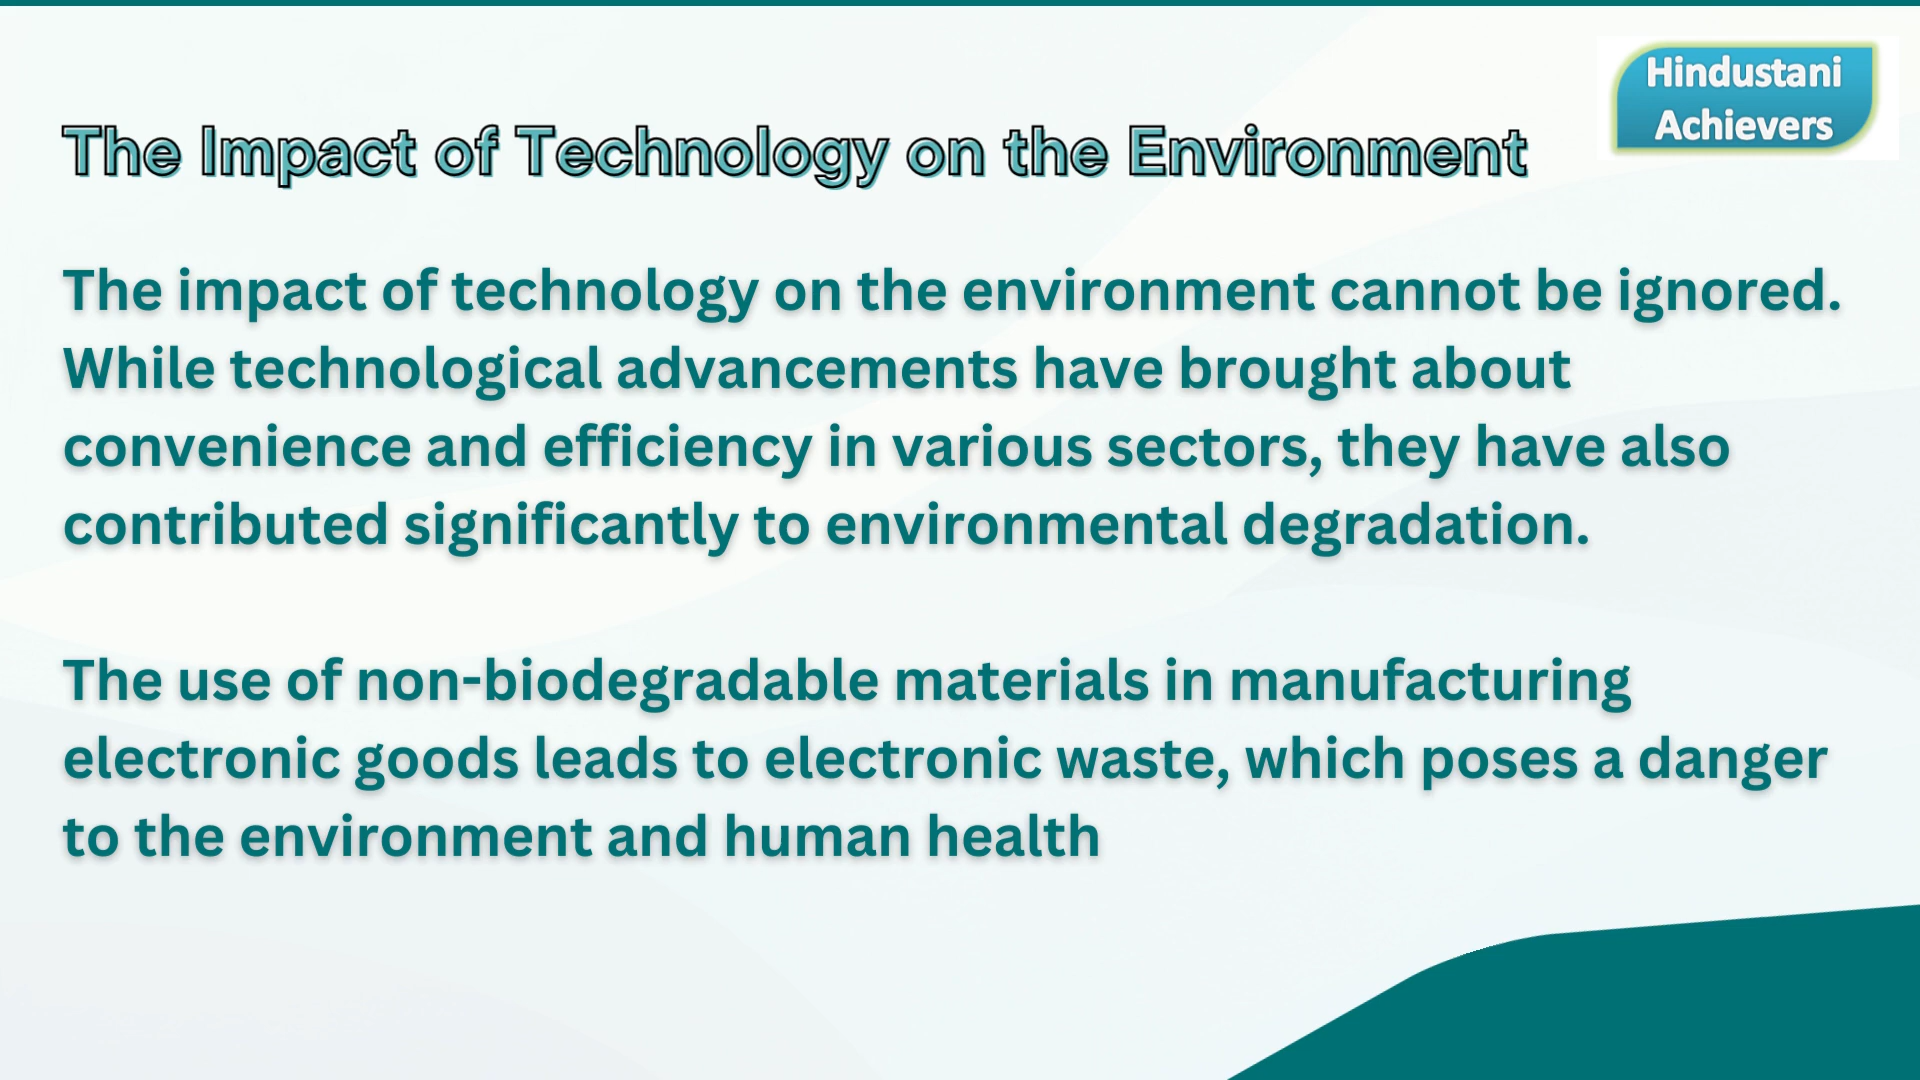 Hindustani
Achievers
The Impact of Technology on the Environment
The impact of technology on the environment cannot be ignored.
While technological advancements have brought about
convenience and efficiency in various sectors, they have also
contributed significantly to environmental degradation.
The use of non-biodegradable materials in manufacturing
electronic goods leads to electronic waste, which poses a danger
to the environment and human health